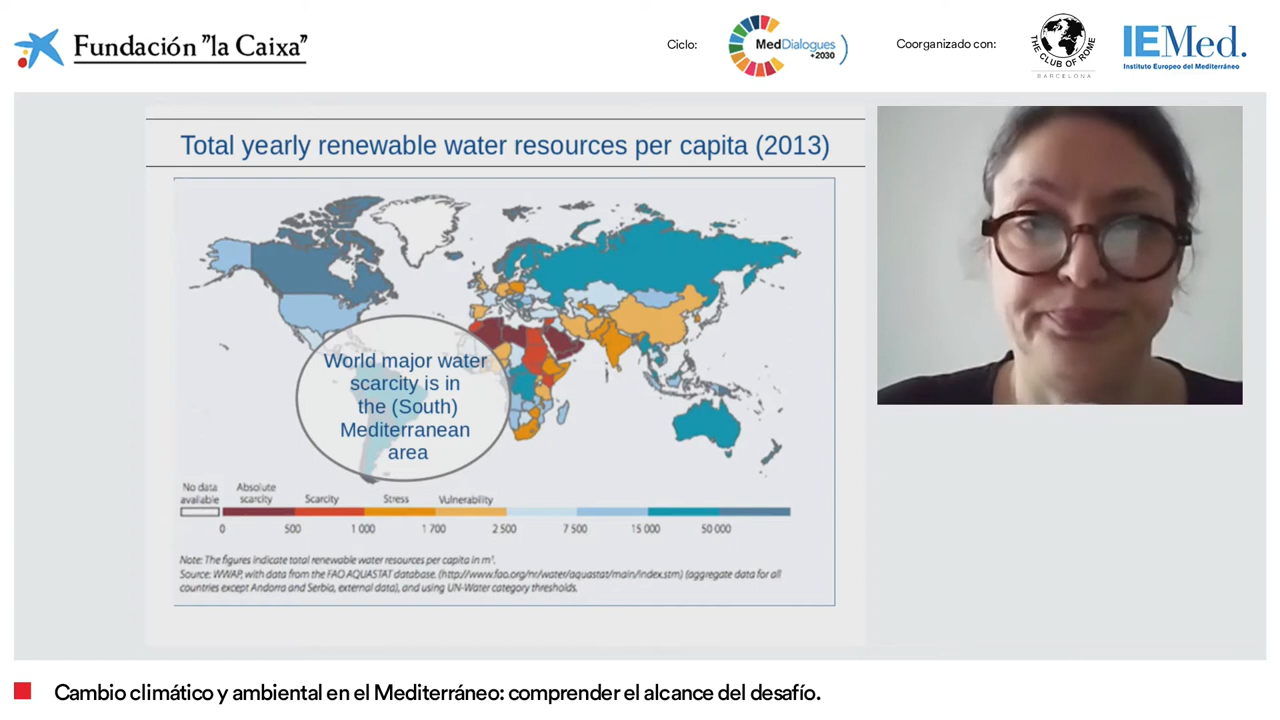 Fundación "la Caixa"
Ciclo:
MedDialogues
+2030
Coorganizado con:
THE CLUB OF ROME
BARCELONA
IEMed.
Instituto Europeo del Mediterráneo
Total yearly renewable water resources per capita (2013)
World major water
scarcity is in
the (South)
Mediterranean
area
No data
available
Absolute
scarcity
Scarcity
Stress
Vulnerability
0 500 1 000 1 700 2 500 7 500 15 000 50 000
Note: The figures indicate total renewable water resources per capita in m³.
Source: WWAP, with data from the FAO AQUASTAT database. (http://www.fao.org/nr/water/aquastat/main/index.stm) (aggregate data for all
countries except Andorra and Serbia, external data), and using UN-Water category thresholds.
Cambio climático y ambiental en el Mediterráneo: comprender el alcance del desafío.